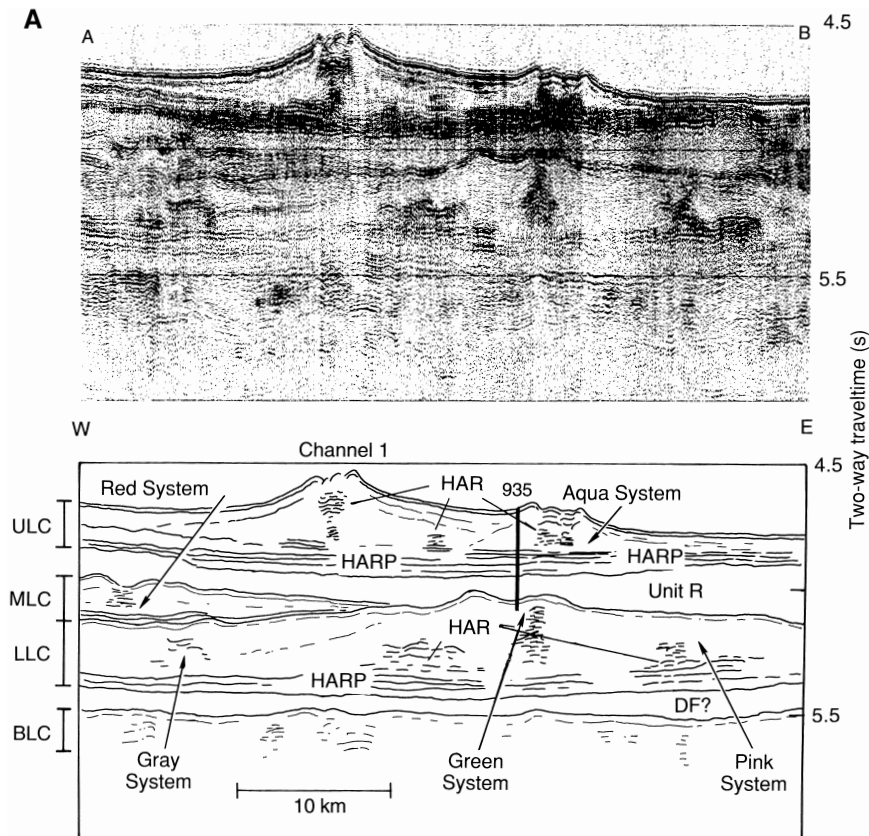 A
A
B
4.5
5.5
Two-way traveltime (s)
W
E
Channel 1
4.5
Red System
HAR
935
Aqua System
ULC
HARP
HARP
MLC
Unit R
HAR
LLC
HARP
DF?
5.5
BLC
Gray
System
Green
System
Pink
System
10 km